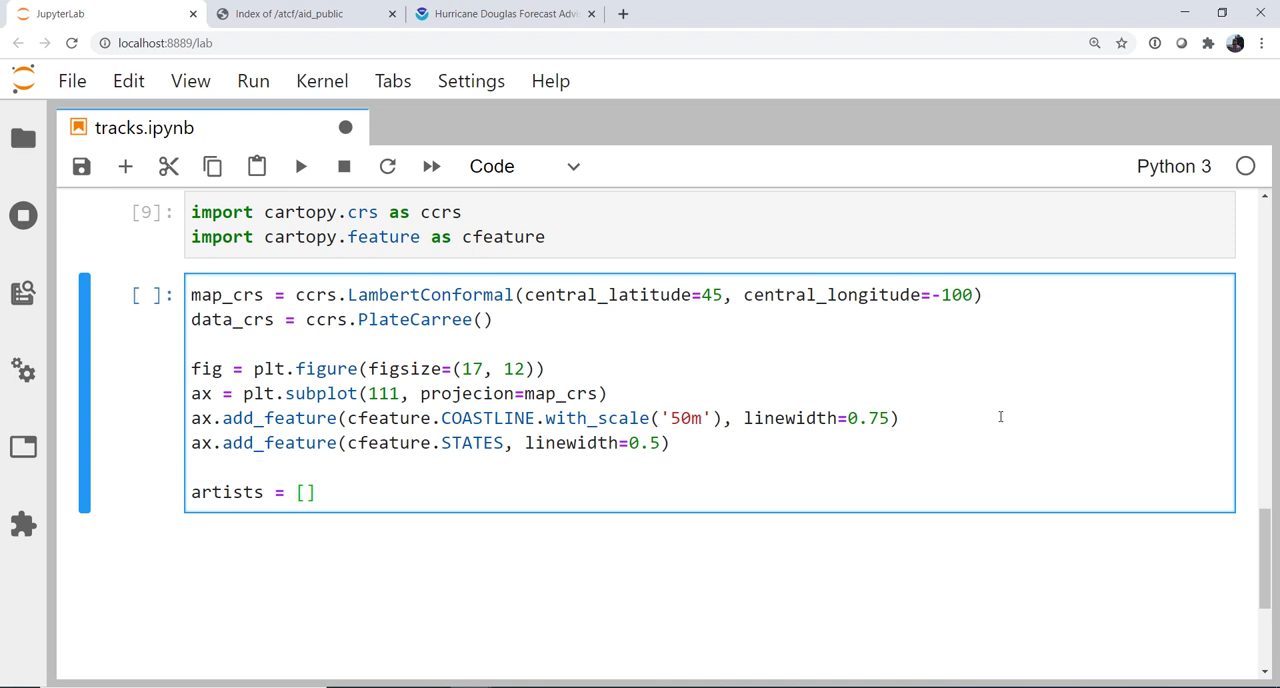 JupyterLab
Index of /atcf/aid_public
Hurricane Douglas Forecast Advi
localhost:8889/lab
File Edit View Run Kernel Tabs Settings Help
tracks.ipynb
Code
Python 3
[9]:
import cartopy.crs as ccrs
import cartopy.feature as cfeature
[ ]:
map_crs = ccrs.LambertConformal(central_latitude=45, central_longitude=-100)
data_crs = ccrs.PlateCarree()
fig = plt.figure(figsize=(17, 12))
ax = plt.subplot(111, projecion=map_crs)
ax.add_feature(cfeature.COASTLINE.with_scale('50m'), linewidth=0.75)
ax.add_feature(cfeature.STATES, linewidth=0.5)
artists = []